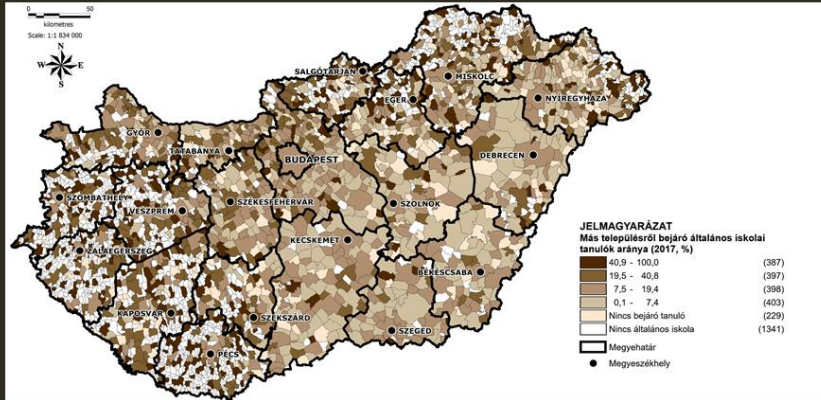 0 50
kilometres
Scale: 1:1 834 000
N
W E
S
SALGÓTARJÁN
MISKOLC
EGER
NYÍREGYHÁZA
GYŐR
TATABÁNYA
BUDAPEST
DEBRECEN
SZOMBATHELY
VESZPRÉM
SZÉKESFEHÉRVÁR
SZOLNOK
ZALAEGERSZEG
KECSKEMÉT
BÉKÉSCSABA
KAPOSVÁR
SZEKSZÁRD
SZEGED
PÉCS
JELMAGYARÁZAT
Más településről bejáró általános iskolai
tanulók aránya (2017, %)
40,9 - 100,0 (387)
19,5 - 40,8 (397)
7,5 - 19,4 (398)
0,1 - 7,4 (403)
Nincs bejáró tanuló (229)
Nincs általános iskola (1341)
Megyehatár
Megyeszékhely